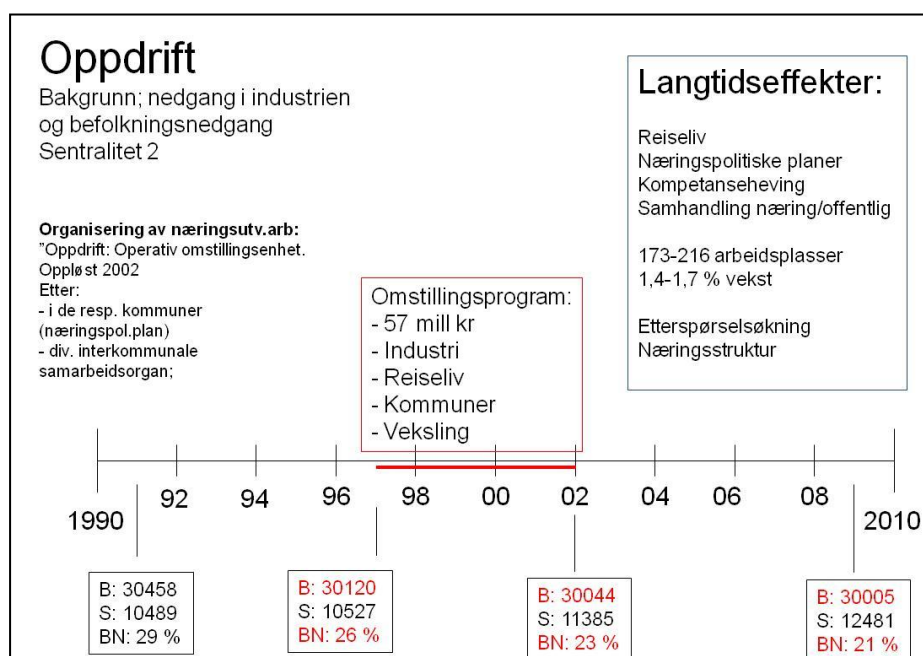 Oppdrift
Bakgrunn; nedgang i industrien
og befolkningsnedgang
Sentralitet 2
Organisering av næringsutv.arb:
"Oppdrift: Operativ omstillingsenhet.
Oppløst 2002
Etter:
- i de resp. kommuner
(næringspol.plan)
- div. interkommunale
samarbeidsorgan;
Omstillingsprogram:
- 57 mill kr
- Industri
- Reiseliv
- Kommuner
- Veksling
Langtidseffekter:
Reiseliv
Næringspolitiske planer
Kompetanseheving
Samhandling næring/offentlig
173-216 arbeidsplasser
1,4-1,7 % vekst
Etterspørselsøkning
Næringsstruktur
1990 92 94 96 98 00 02 04 06 08 2010
B: 30458
S: 10489
BN: 29 %
B: 30120
S: 10527
BN: 26 %
B: 30044
S: 11385
BN: 23 %
B: 30005
S: 12481
BN: 21 %